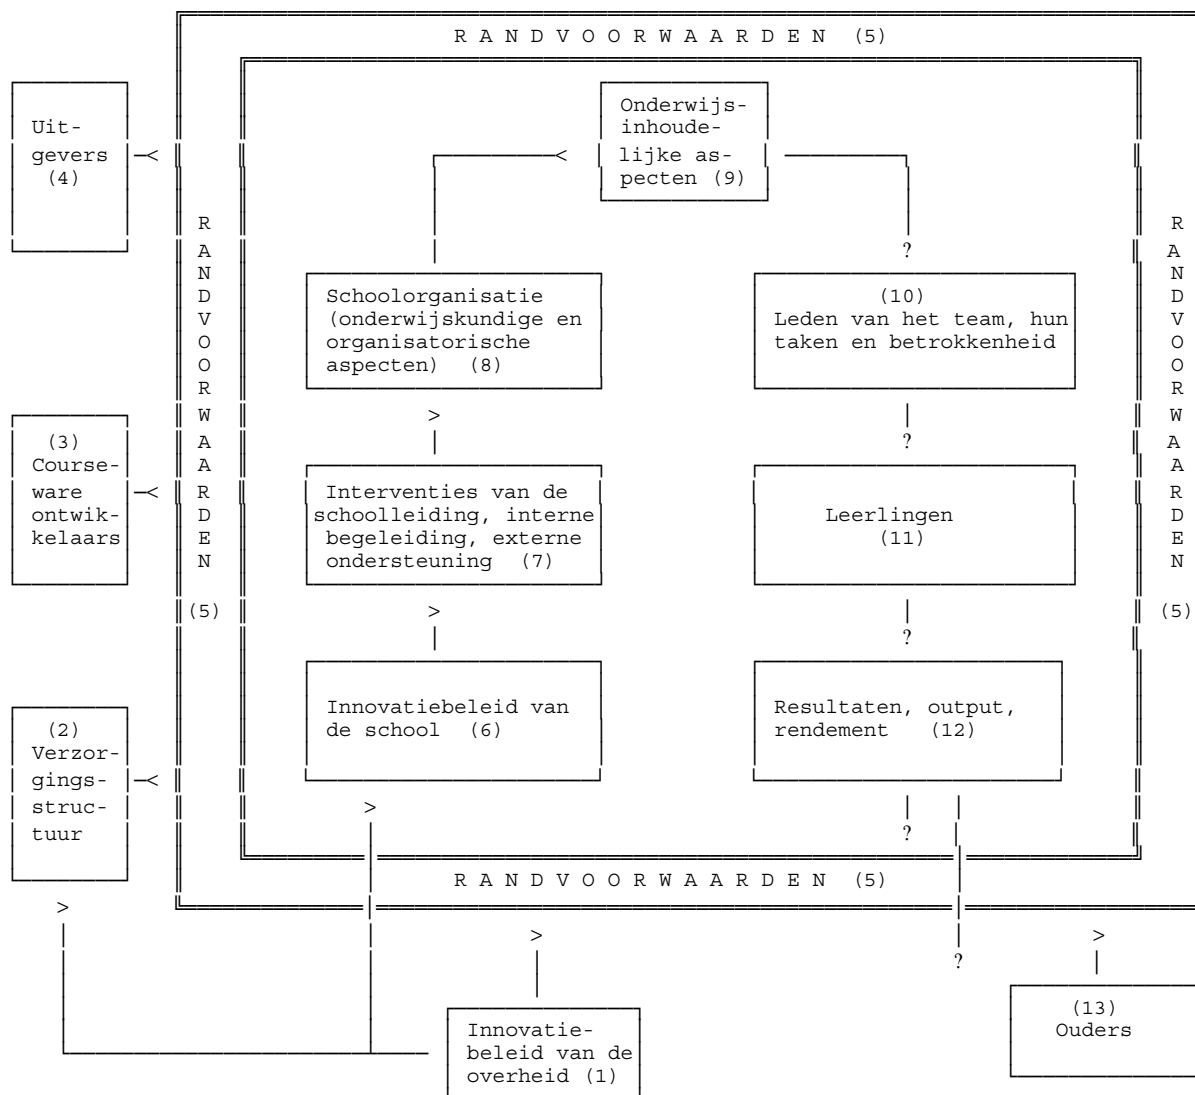 R A N D V O O R W A A R D E N (5)
Uit-
gevers
(4)
Onderwijs-
inhoude-
lijke as-
pecten (9)
R A N D V O O R W A A R D E N (5)
R A N D V O O R W A A R D E N (5)
?
Schoolorganisatie
(onderwijskundige en
organisatorische
aspecten) (8)
(10)
Leden van het team, hun
taken en betrokkenheid
?
(3)
Course-
ware
ontwik-
kelaars
Interventies van de
schoolleiding, interne
begeleiding, externe
ondersteuning (7)
Leerlingen
(11)
?
(2)
Verzor-
gings-
struc-
tuur
Innovatiebeleid van
de school (6)
Resultaten, output,
rendement (12)
?
R A N D V O O R W A A R D E N (5)
?
Innovatie-
beleid van de
overheid (1)
(13)
Ouders